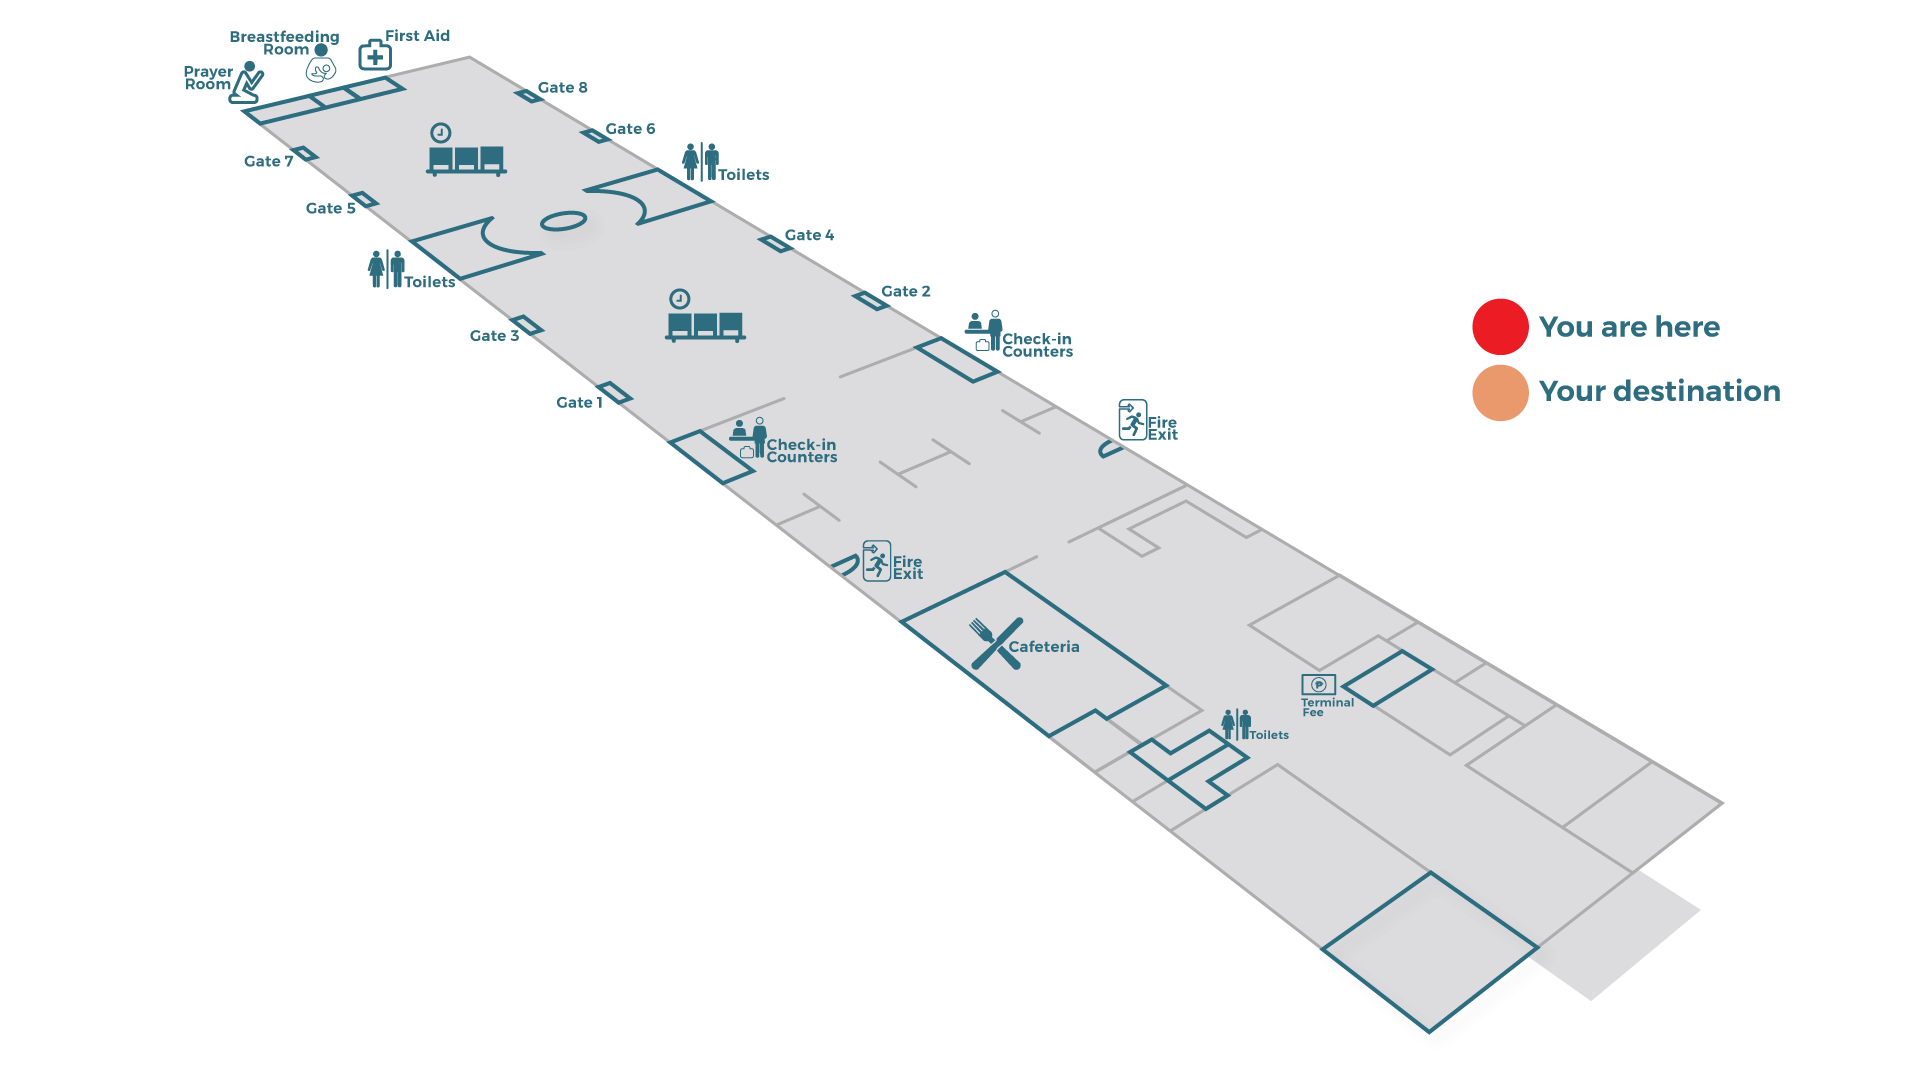 Breastfeeding
Room
First Aid
Prayer
Room
Gate 8
Gate 6
Gate 7
Toilets
Gate 5
Gate 4
Toilets
Gate 2
Gate 3
Check-in
Counters
Gate 1
Check-in
Counters
Fire
Exit
Fire
Exit
Cafeteria
₱
Terminal
Fee
Toilets
You are here
Your destination